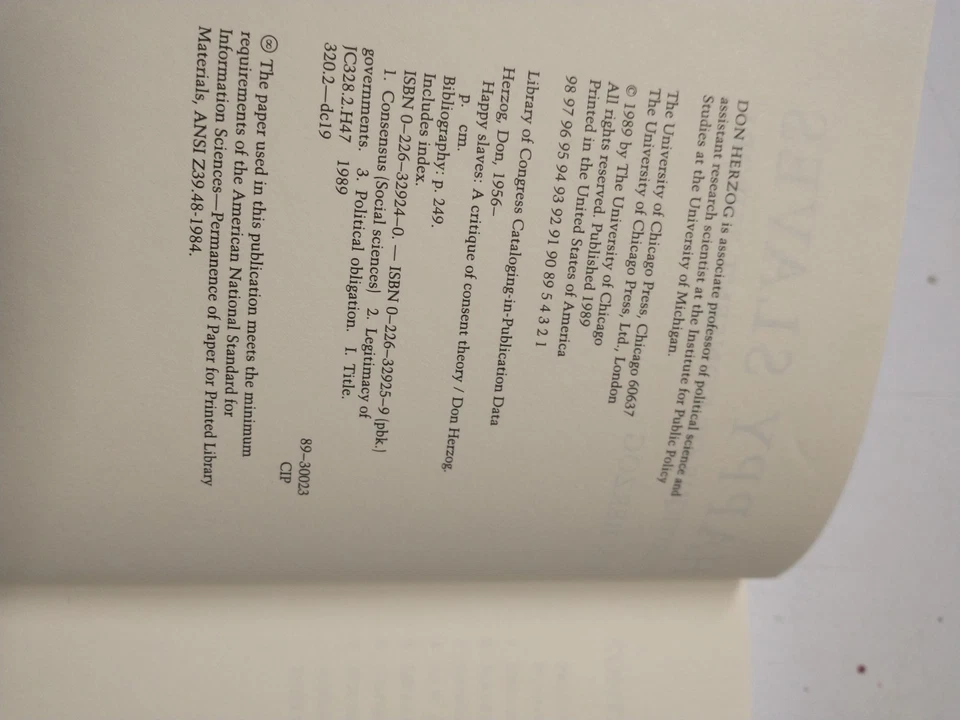 DON HERZOG is associate professor of political science and
assistant research scientist at the Institute for Public Policy
Studies at the University of Michigan.
The University of Chicago Press, Chicago 60637
The University of Chicago Press, Ltd., London
© 1989 by The University of Chicago
All rights reserved. Published 1989
Printed in the United States of America
98 97 96 95 94 93 92 91 90 89 5 4 3 2 1
Library of Congress Cataloging-in-Publication Data
Herzog, Don, 1956–
Happy slaves: A critique of consent theory / Don Herzog.
p. cm.
Bibliography: p. 249.
Includes index.
ISBN 0–226–32924–0. — ISBN 0–226–32925–9 (pbk.)
1. Consensus (Social sciences) 2. Legitimacy of
governments. 3. Political obligation. I. Title.
JC328.2.H47 1989
320.2—dc19
89–30023
CIP
♾ The paper used in this publication meets the minimum
requirements of the American National Standard for
Information Sciences—Permanence of Paper for Printed Library
Materials, ANSI Z39.48-1984.